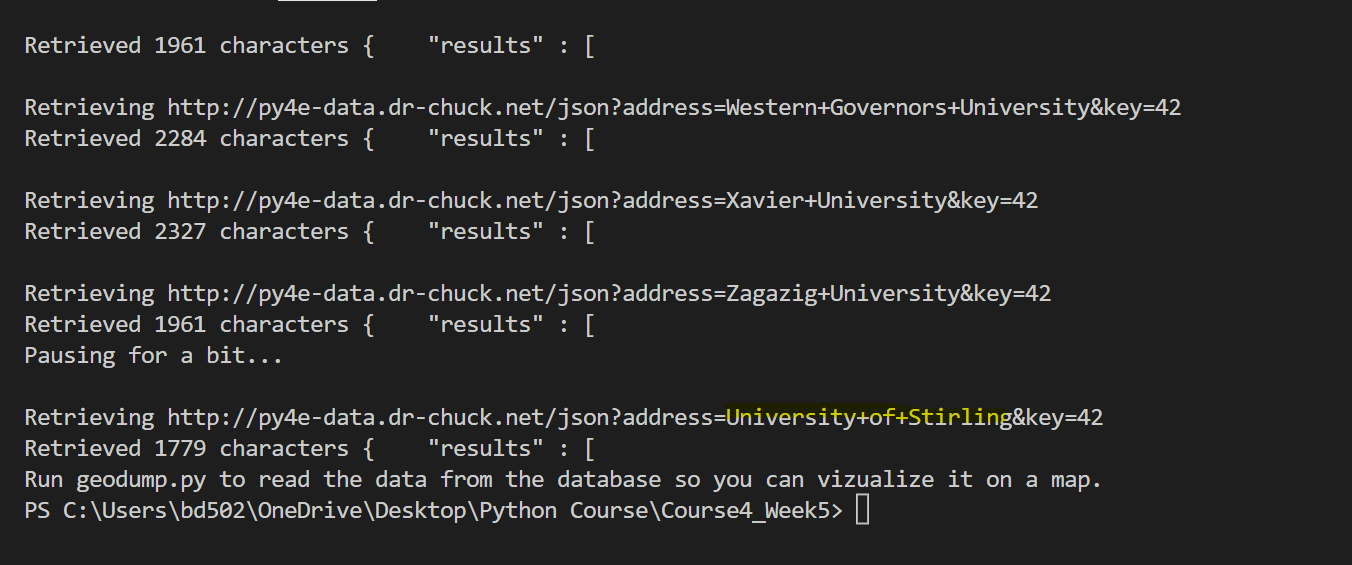 Retrieved 1961 characters {    "results" : [
Retrieving http://py4e-data.dr-chuck.net/json?address=Western+Governors+University&key=42
Retrieved 2284 characters {    "results" : [
Retrieving http://py4e-data.dr-chuck.net/json?address=Xavier+University&key=42
Retrieved 2327 characters {    "results" : [
Retrieving http://py4e-data.dr-chuck.net/json?address=Zagazig+University&key=42
Retrieved 1961 characters {    "results" : [
Pausing for a bit...
Retrieving http://py4e-data.dr-chuck.net/json?address=University+of+Stirling&key=42
Retrieved 1779 characters {    "results" : [
Run geodump.py to read the data from the database so you can vizualize it on a map.
PS C:\Users\bd502\OneDrive\Desktop\Python Course\Course4_Week5>